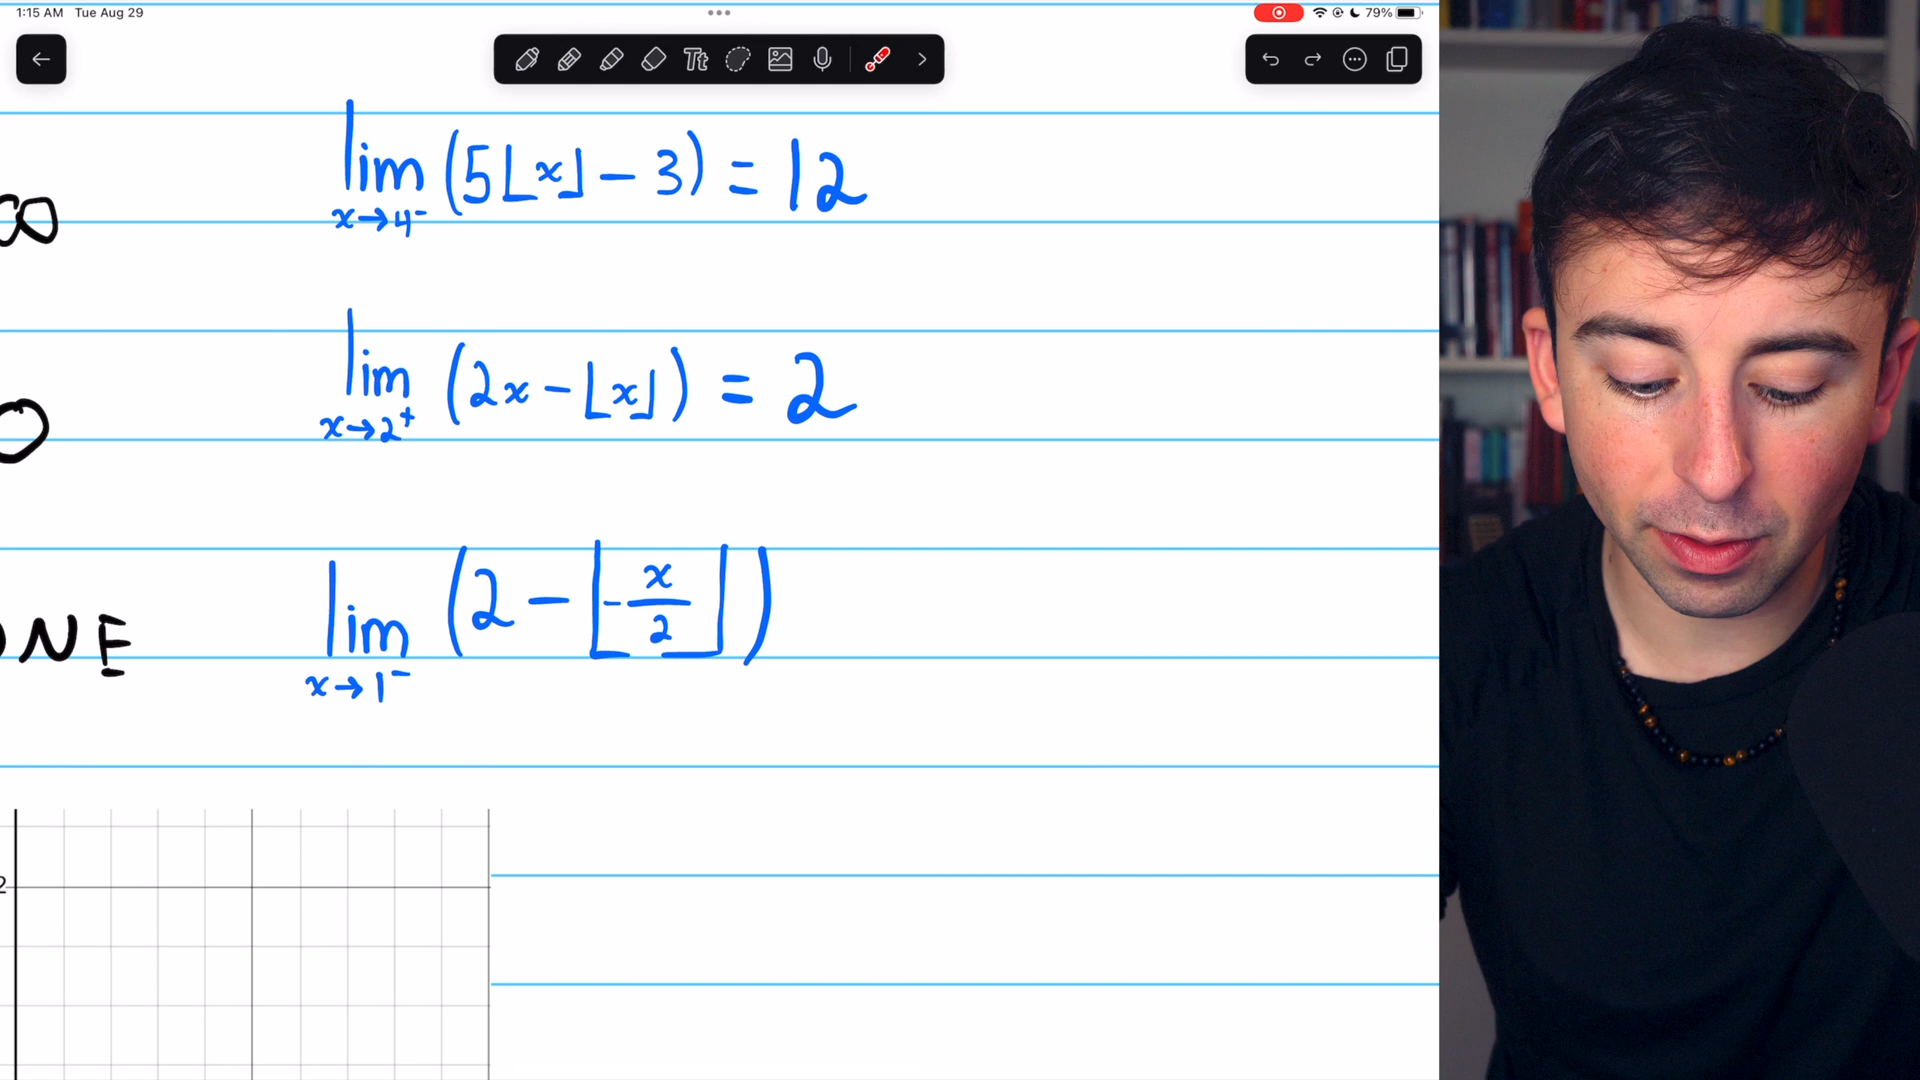 1:15 AM Tue Aug 29
79%
Tt
lim (5⌊x⌋ − 3) = 12
x→4⁻
∞
lim (2x − ⌊x⌋) = 2
x→2⁺
lim (2 − ⌊-x/2⌋)
x→1⁻
NE
2